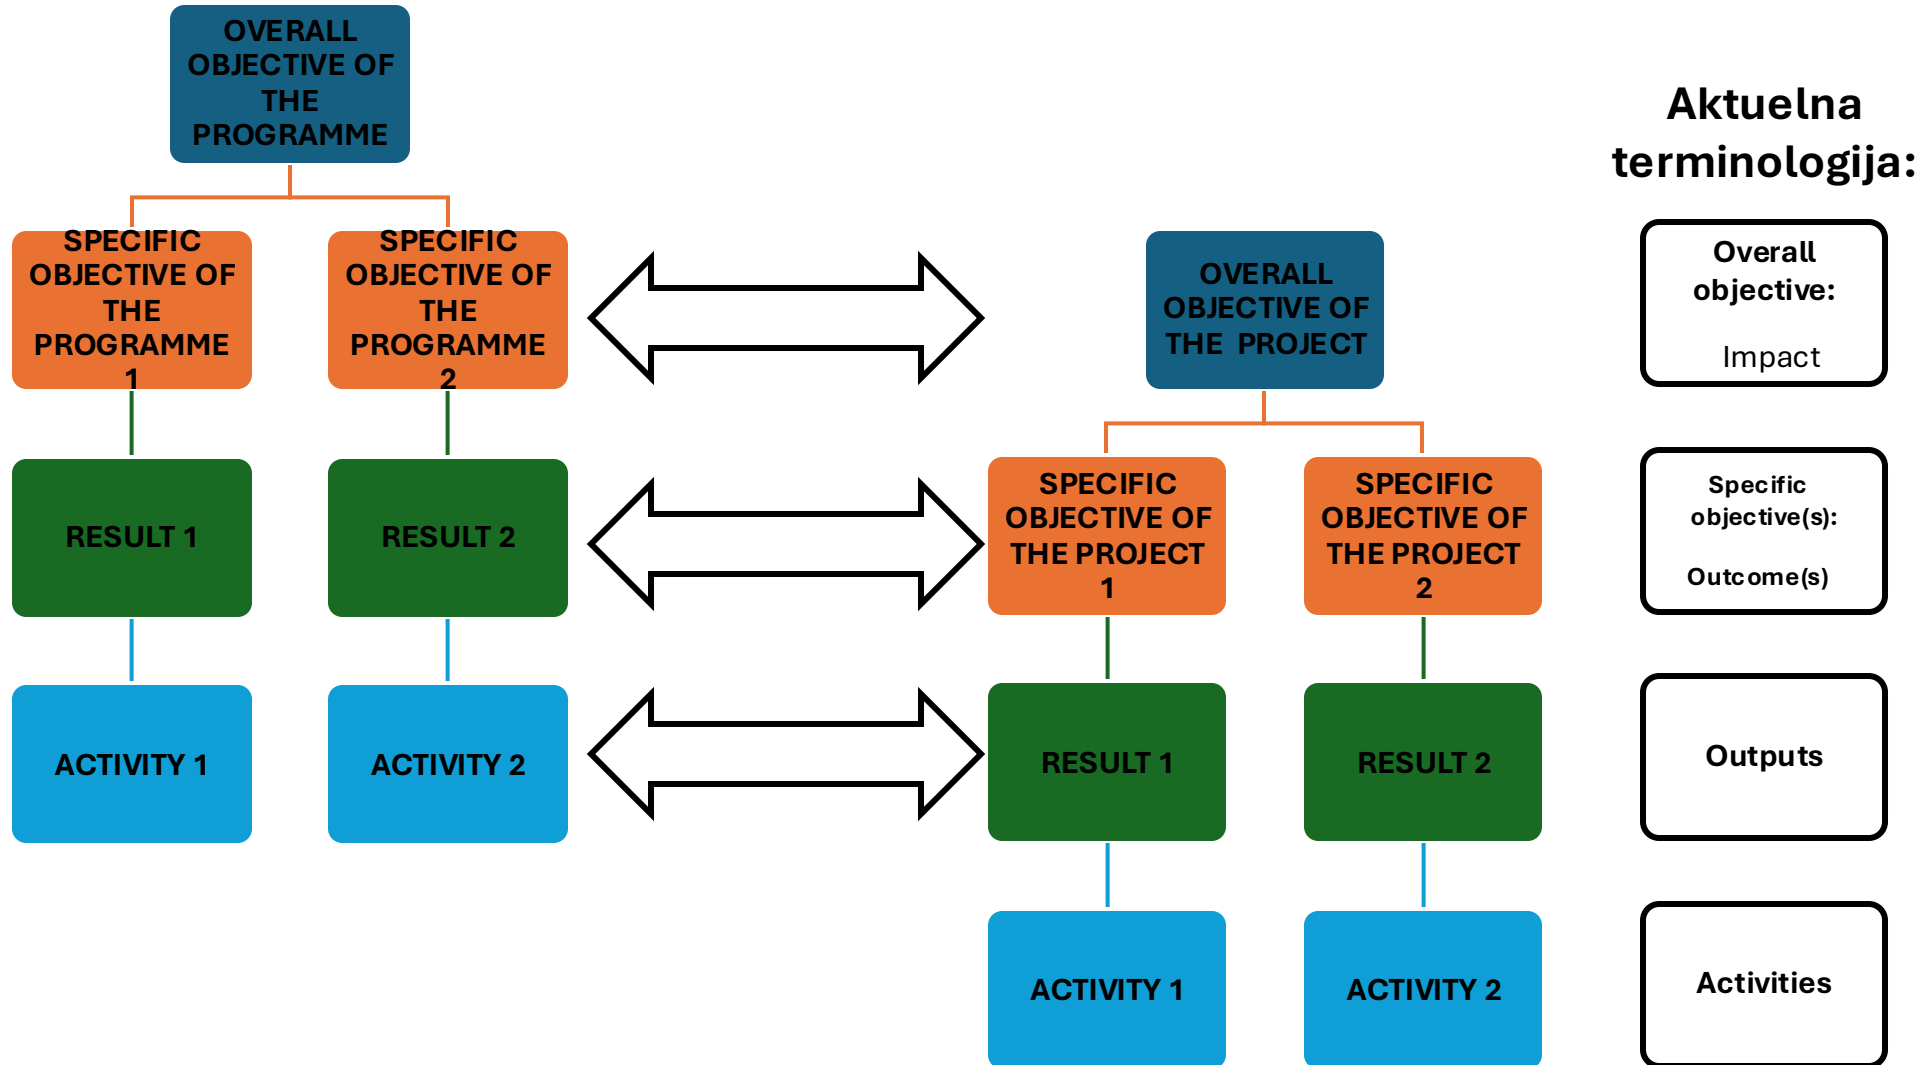 OVERALL
OBJECTIVE OF
THE
PROGRAMME
SPECIFIC
OBJECTIVE OF
THE
PROGRAMME
1
SPECIFIC
OBJECTIVE OF
THE
PROGRAMME
2
RESULT 1
RESULT 2
ACTIVITY 1
ACTIVITY 2
OVERALL
OBJECTIVE OF
THE PROJECT
SPECIFIC
OBJECTIVE OF
THE PROJECT
1
SPECIFIC
OBJECTIVE OF
THE PROJECT
2
RESULT 1
RESULT 2
ACTIVITY 1
ACTIVITY 2
Aktuelna
terminologija:
Overall
objective:
Impact
Specific
objective(s):
Outcome(s)
Outputs
Activities